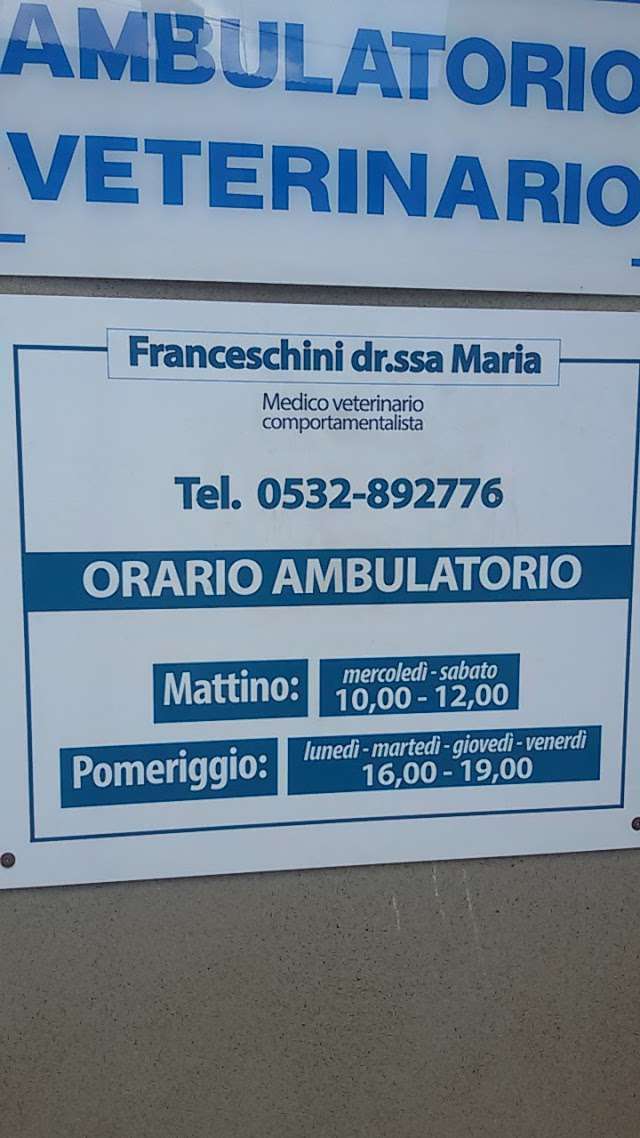 AMBULATORIO
VETERINARIO
Franceschini dr.ssa Maria
Medico veterinario
comportamentalista
Tel. 0532-892776
ORARIO AMBULATORIO
Mattino: mercoledì - sabato
10,00 - 12,00
Pomeriggio: lunedì - martedì - giovedì - venerdì
16,00 - 19,00